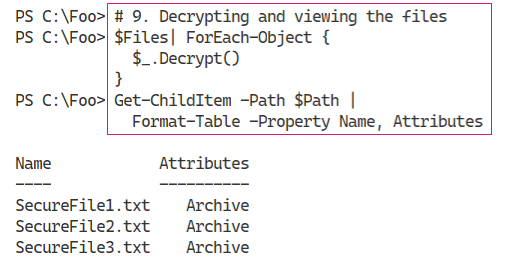 PS C:\Foo> # 9. Decrypting and viewing the files
PS C:\Foo> $Files| ForEach-Object {
             $_.Decrypt()
           }
PS C:\Foo> Get-ChildItem -Path $Path |
             Format-Table -Property Name, Attributes

Name            Attributes
----            ----------
SecureFile1.txt    Archive
SecureFile2.txt    Archive
SecureFile3.txt    Archive